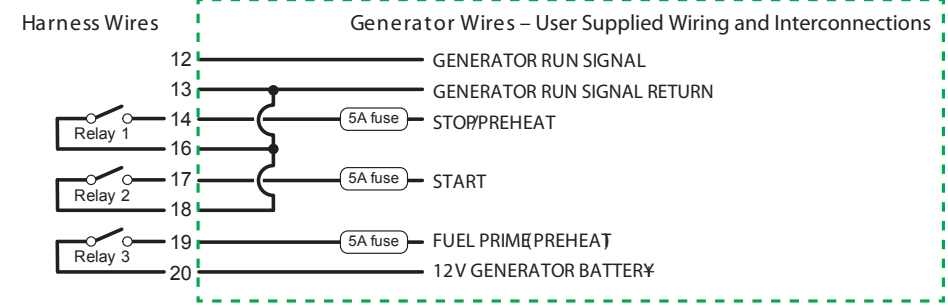 Harness Wires
Generator Wires – User Supplied Wiring and Interconnections
12 GENERATOR RUN SIGNAL
13 GENERATOR RUN SIGNAL RETURN
14 5A fuse STOP/PREHEAT
Relay 1
16
17 5A fuse START
Relay 2
18
19 5A fuse FUEL PRIME(PREHEAT)
Relay 3
20 12V GENERATOR BATTERY+